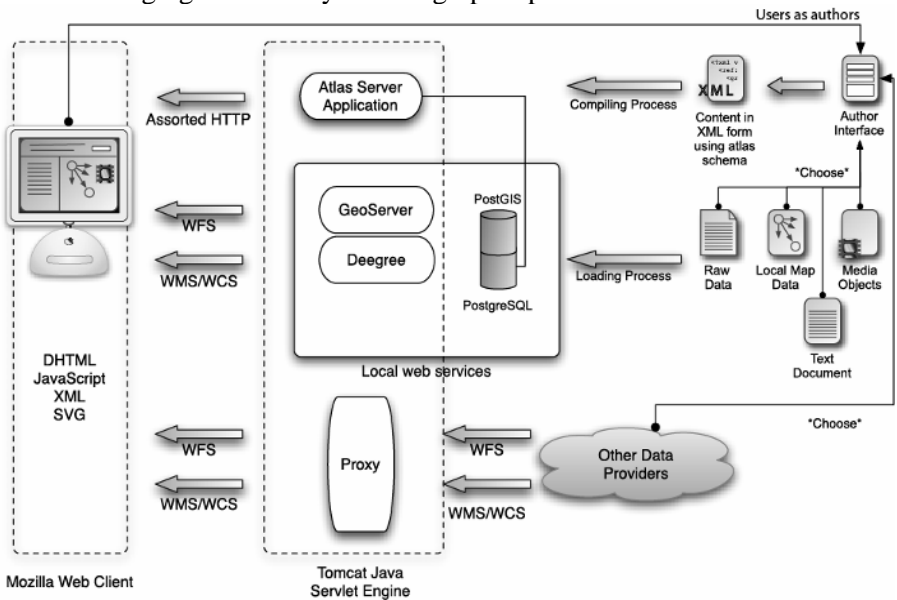 Users as authors
Atlas Server
Application
Assorted HTTP
Compiling Process
XML
Content in
XML form
using atlas
schema
Author
Interface
*Choose*
GeoServer
Deegree
PostGIS
PostgreSQL
WFS
WMS/WCS
Loading Process
Raw
Data
Local Map
Data
Media
Objects
Text
Document
Local web services
DHTML
JavaScript
XML
SVG
*Choose*
WFS
WMS/WCS
Proxy
WFS
WMS/WCS
Other Data
Providers
Mozilla Web Client
Tomcat Java
Servlet Engine